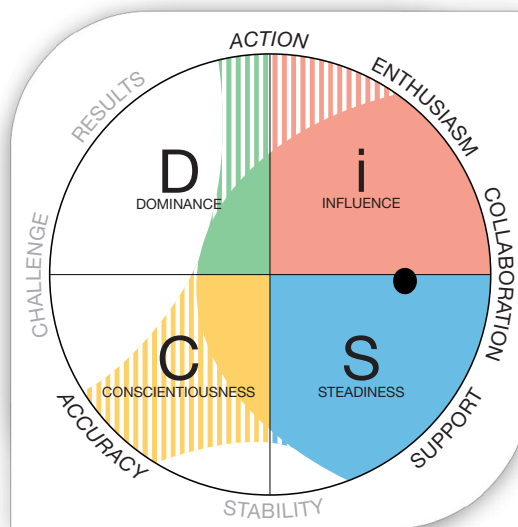 ACTION
ENTHUSIASM
RESULTS
D
DOMINANCE
i
INFLUENCE
CHALLENGE
COLLABORATION
C
CONSCIENTIOUSNESS
S
STEADINESS
ACCURACY
SUPPORT
STABILITY